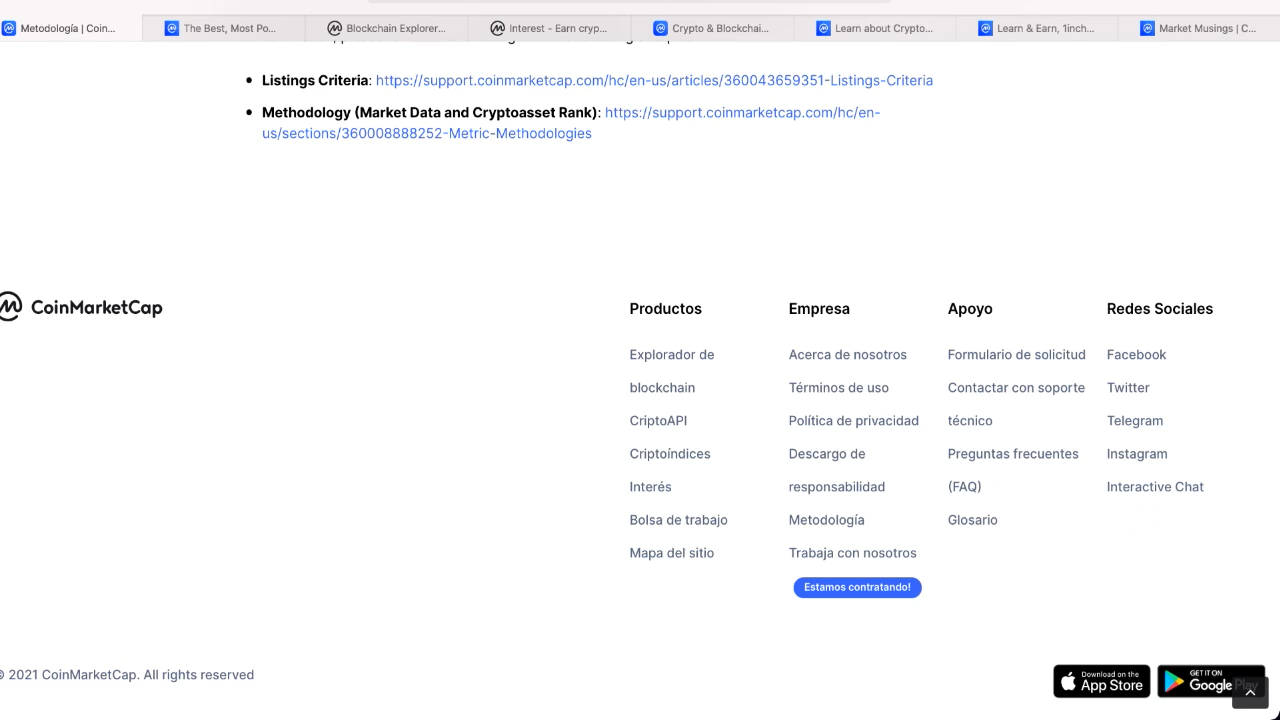 Metodología | Coin...
The Best, Most Po...
Blockchain Explorer...
Interest - Earn cryp...
Crypto & Blockchai...
Learn about Crypto...
Learn & Earn, 1inch...
Market Musings | C...
• Listings Criteria: https://support.coinmarketcap.com/hc/en-us/articles/360043659351-Listings-Criteria
• Methodology (Market Data and Cryptoasset Rank): https://support.coinmarketcap.com/hc/en-
us/sections/360008888252-Metric-Methodologies
CoinMarketCap
Productos
Explorador de
blockchain
CriptoAPI
Criptoíndices
Interés
Bolsa de trabajo
Mapa del sitio
Empresa
Acerca de nosotros
Términos de uso
Política de privacidad
Descargo de
responsabilidad
Metodología
Trabaja con nosotros
Estamos contratando!
Apoyo
Formulario de solicitud
Contactar con soporte
técnico
Preguntas frecuentes
(FAQ)
Glosario
Redes Sociales
Facebook
Twitter
Telegram
Instagram
Interactive Chat
© 2021 CoinMarketCap. All rights reserved
Download on the
App Store
GET IT ON
Google Play